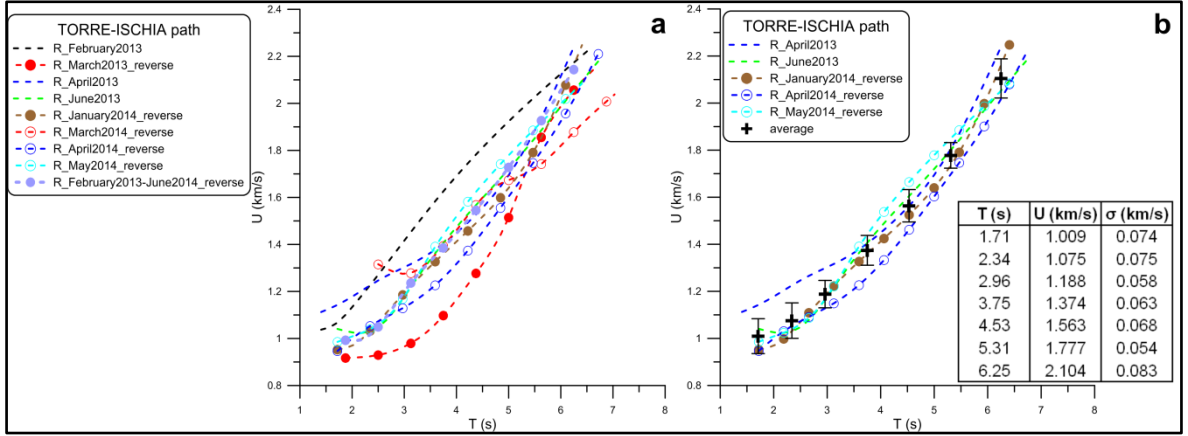 TORRE-ISCHIA path
R_February2013
R_March2013_reverse
R_April2013
R_June2013
R_January2014_reverse
R_March2014_reverse
R_April2014_reverse
R_May2014_reverse
R_February2013-June2014_reverse
a
U (km/s)
2.4
2.2
2
1.8
1.6
1.4
1.2
1
0.8
1 2 3 4 5 6 7 8
T (s)
TORRE-ISCHIA path
R_April2013
R_June2013
R_January2014_reverse
R_April2014_reverse
R_May2014_reverse
average
b
U (km/s)
2.4
2.2
2
1.8
1.6
1.4
1.2
1
0.8
1 2 3 4 5 6 7 8
T (s)
T (s) U (km/s) σ (km/s)
1.71 1.009 0.074
2.34 1.075 0.075
2.96 1.188 0.058
3.75 1.374 0.063
4.53 1.563 0.068
5.31 1.777 0.054
6.25 2.104 0.083